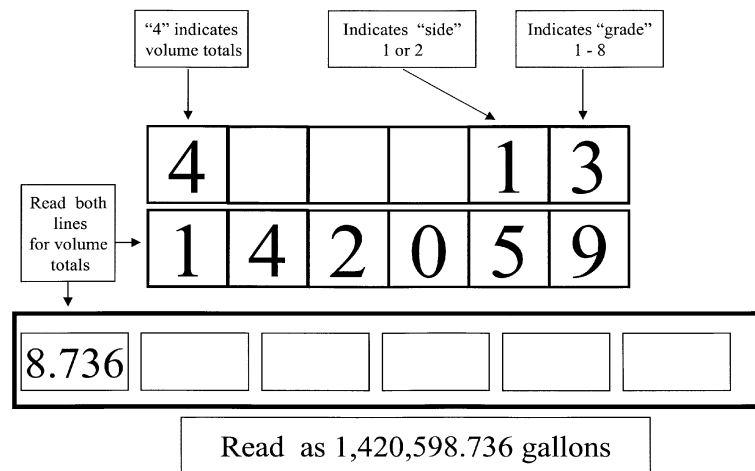 “4” indicates
volume totals
Indicates “side”
1 or 2
Indicates “grade”
1 - 8
4 1 3
Read both
lines
for volume
totals
1 4 2 0 5 9
8.736
Read as 1,420,598.736 gallons